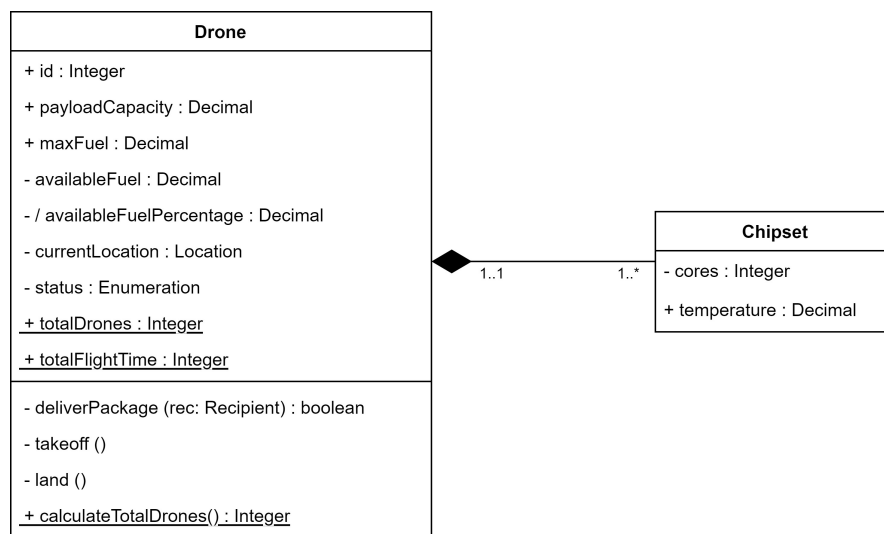 Drone
+ id : Integer
+ payloadCapacity : Decimal
+ maxFuel : Decimal
- availableFuel : Decimal
- / availableFuelPercentage : Decimal
- currentLocation : Location
- status : Enumeration
+ totalDrones : Integer
+ totalFlightTime : Integer
- deliverPackage (rec: Recipient) : boolean
- takeoff ()
- land ()
+ calculateTotalDrones() : Integer
1..1
1..*
Chipset
- cores : Integer
+ temperature : Decimal